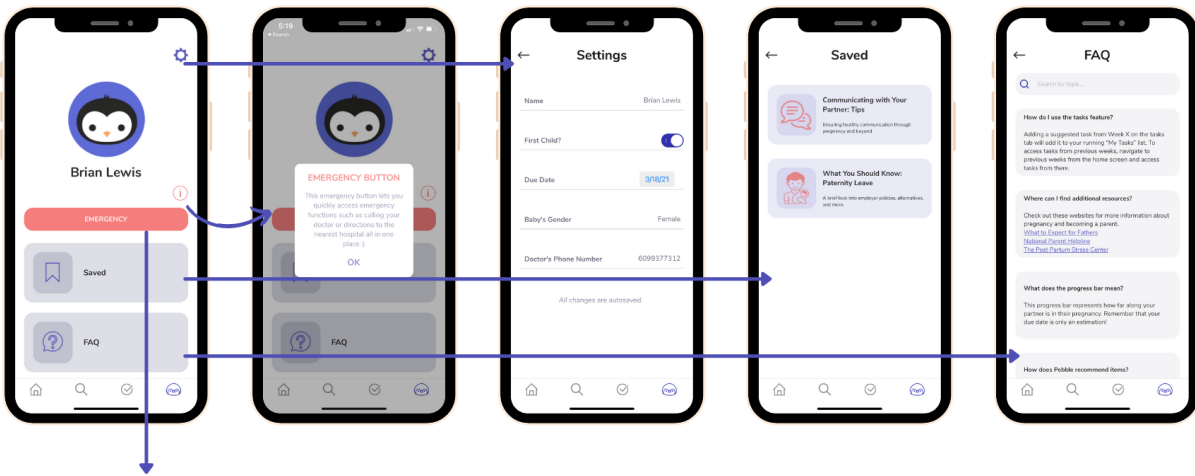 Brian Lewis
EMERGENCY
Saved
FAQ
5:19
Search
EMERGENCY BUTTON
This emergency button lets you
quickly access emergency
functions such as calling your
doctor or directions to the
nearest hospital all in one
place :)
OK
FAQ
Settings
Name
Brian Lewis
First Child?
Due Date
3/18/21
Baby's Gender
Female
Doctor's Phone Number
6099377312
All changes are autosaved.
Saved
Communicating with Your
Partner: Tips
Ensuring healthy communication through
pregnancy and beyond
What You Should Know:
Paternity Leave
A brief look into employer policies, alternatives,
and more.
FAQ
Search by topic...
How do I use the tasks feature?
Adding a suggested task from Week X on the tasks
tab will add it to your running "My Tasks" list. To
access tasks from previous weeks, navigate to
previous weeks from the home screen and access
tasks from there.
Where can I find additional resources?
Check out these websites for more information about
pregnancy and becoming a parent.
What to Expect for Fathers
National Parent Helpline
The Post Partum Stress Center
What does the progress bar mean?
This progress bar represents how far along your
partner is in their pregnancy. Remember that your
due date is only an estimation!
How does Pebble recommend items?